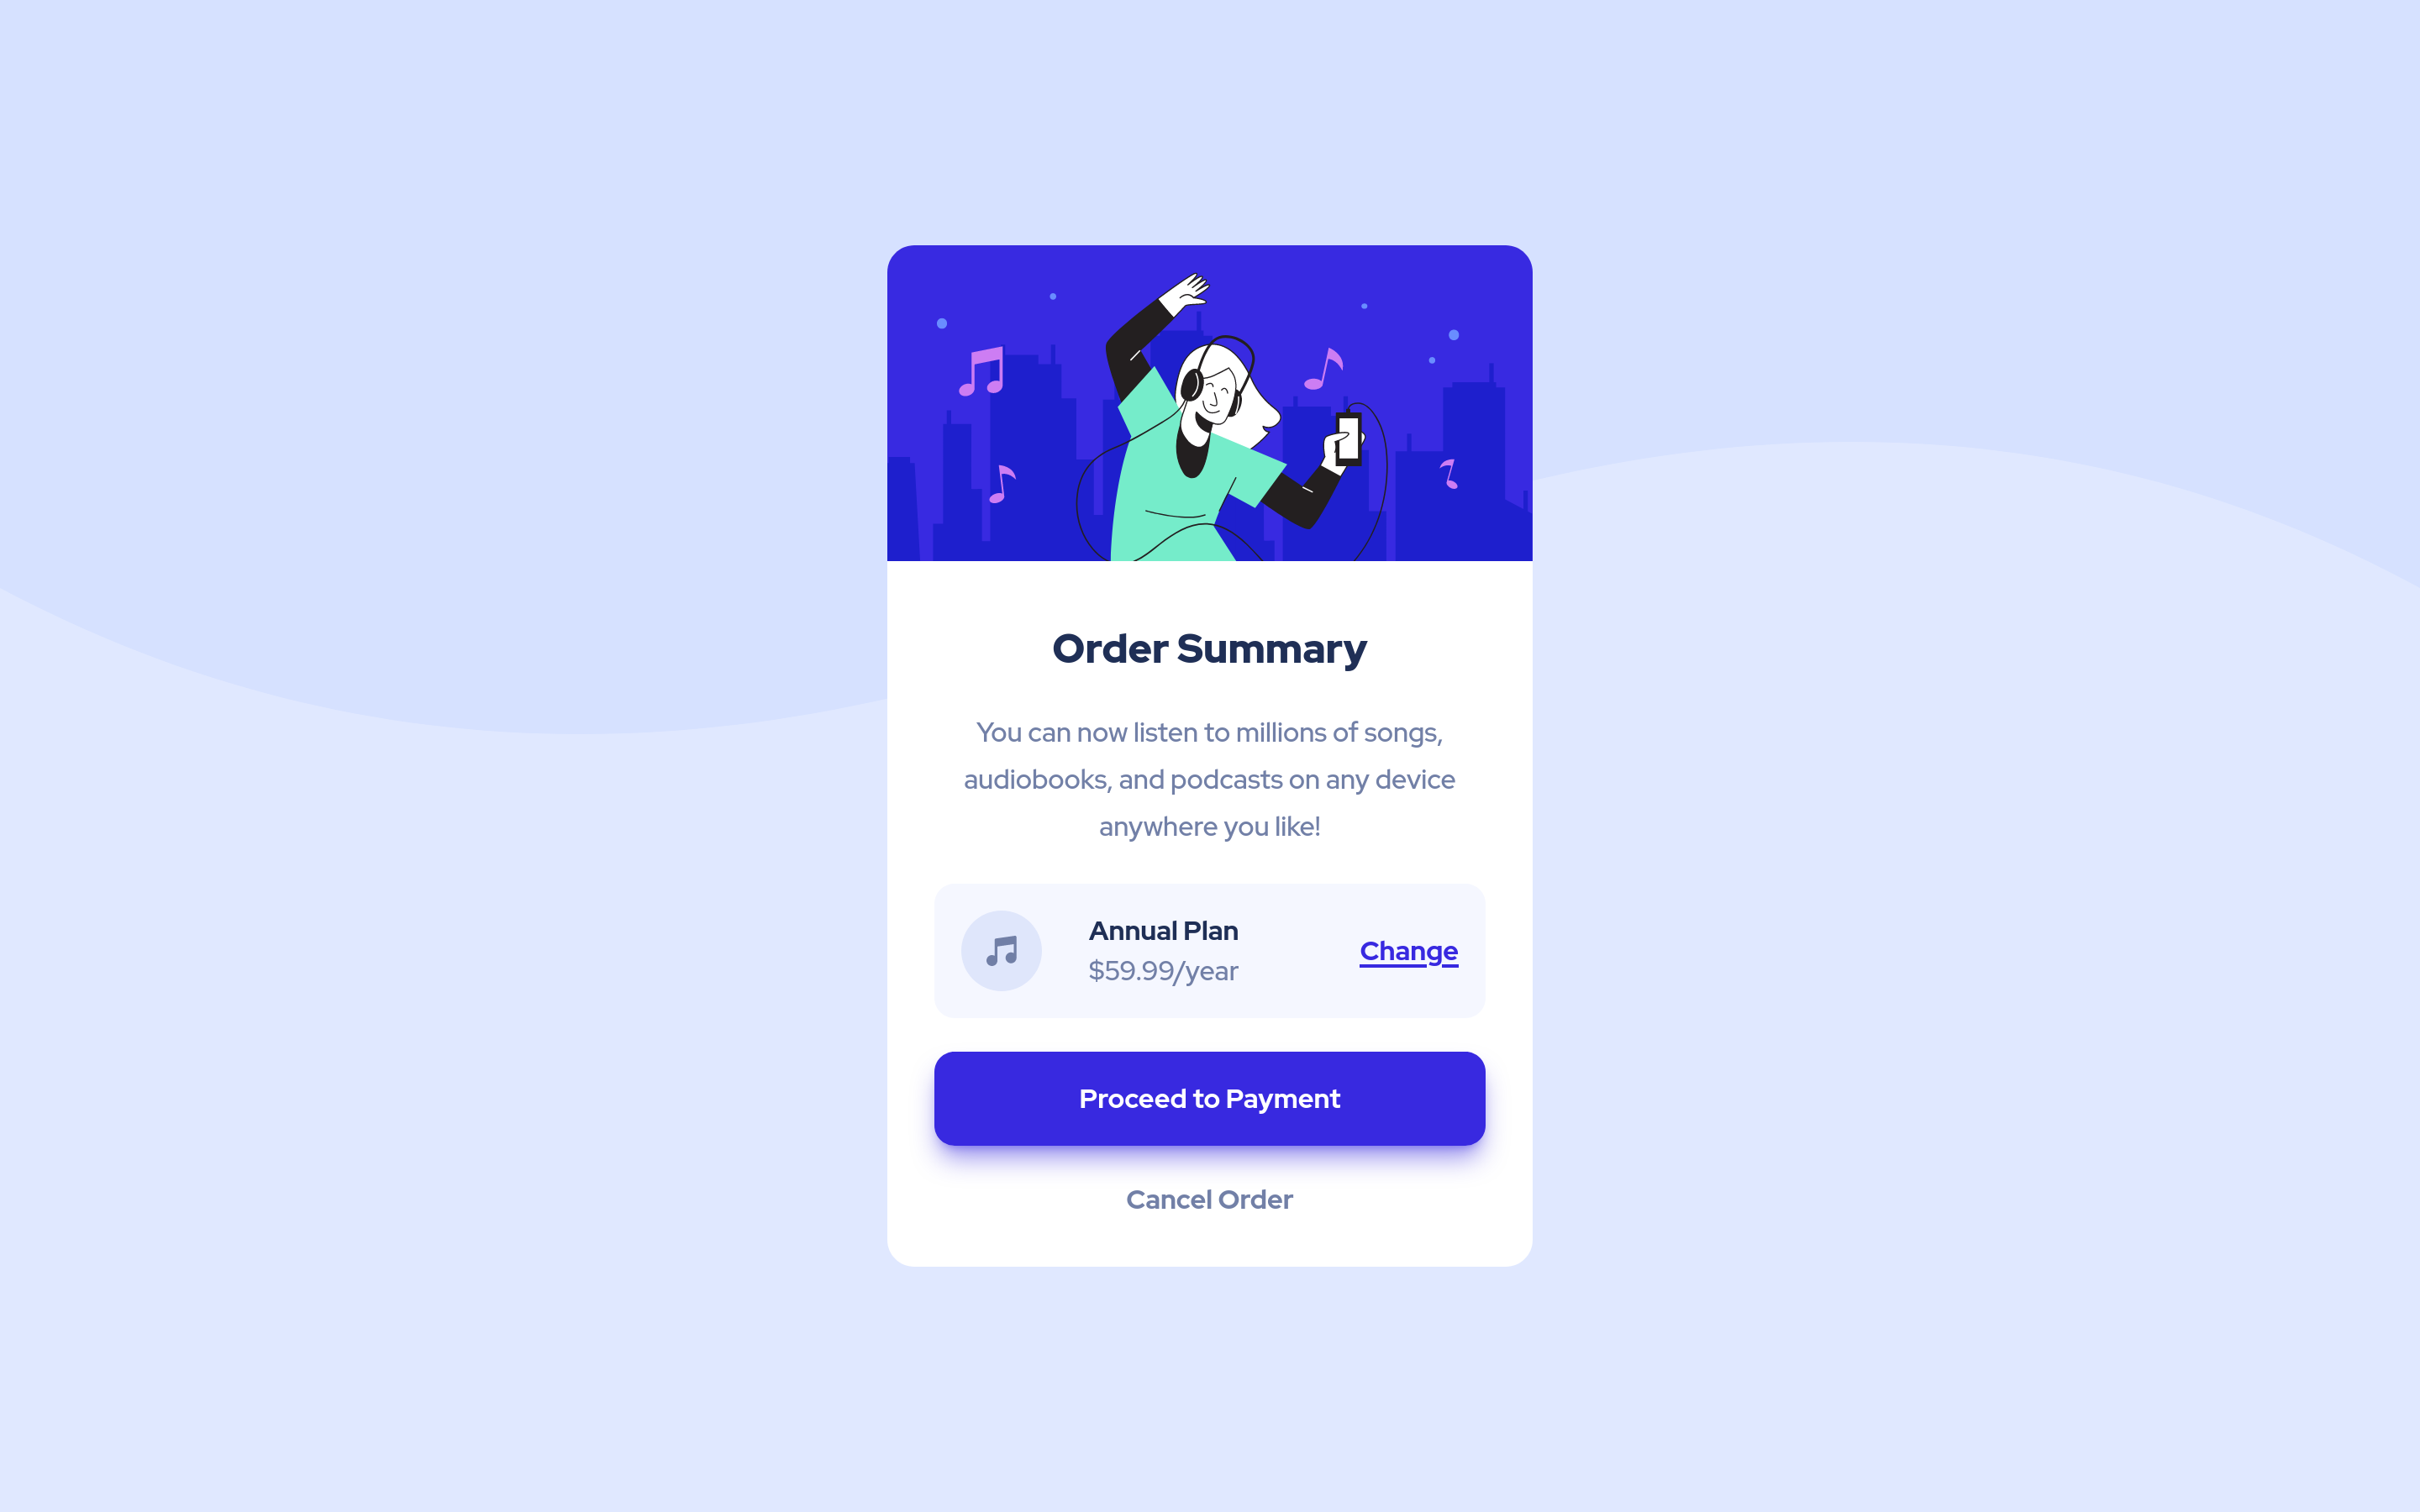 Order Summary
You can now listen to millions of songs,
audiobooks, and podcasts on any device
anywhere you like!
Annual Plan
$59.99/year
Change
Proceed to Payment
Cancel Order